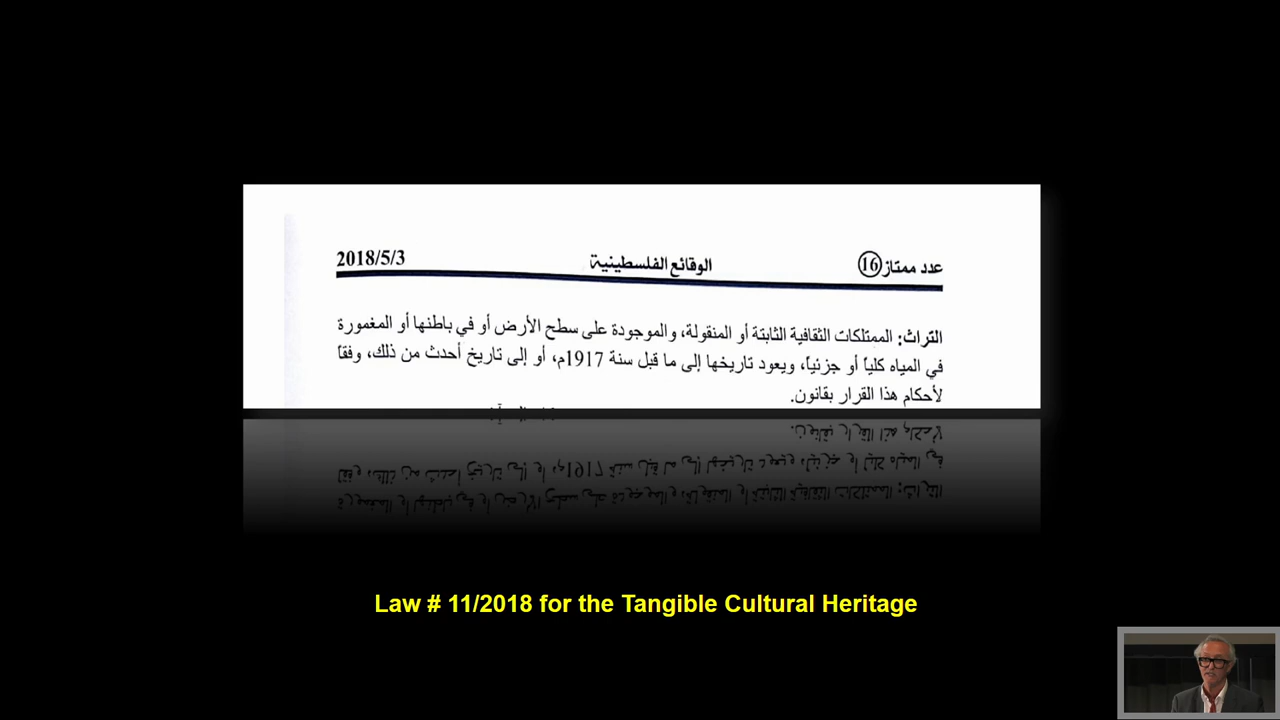 عدد ممتاز 16 الوقائع الفلسطينية 2018/5/3
التراث: الممتلكات الثقافية الثابتة أو المنقولة، والموجودة على سطح الأرض أو في باطنها أو المغمورة
في المياه كلياً أو جزئياً، ويعود تاريخها إلى ما قبل سنة 1917م، أو إلى تاريخ أحدث من ذلك، وفقاً
لأحكام هذا القرار بقانون.
Law # 11/2018 for the Tangible Cultural Heritage